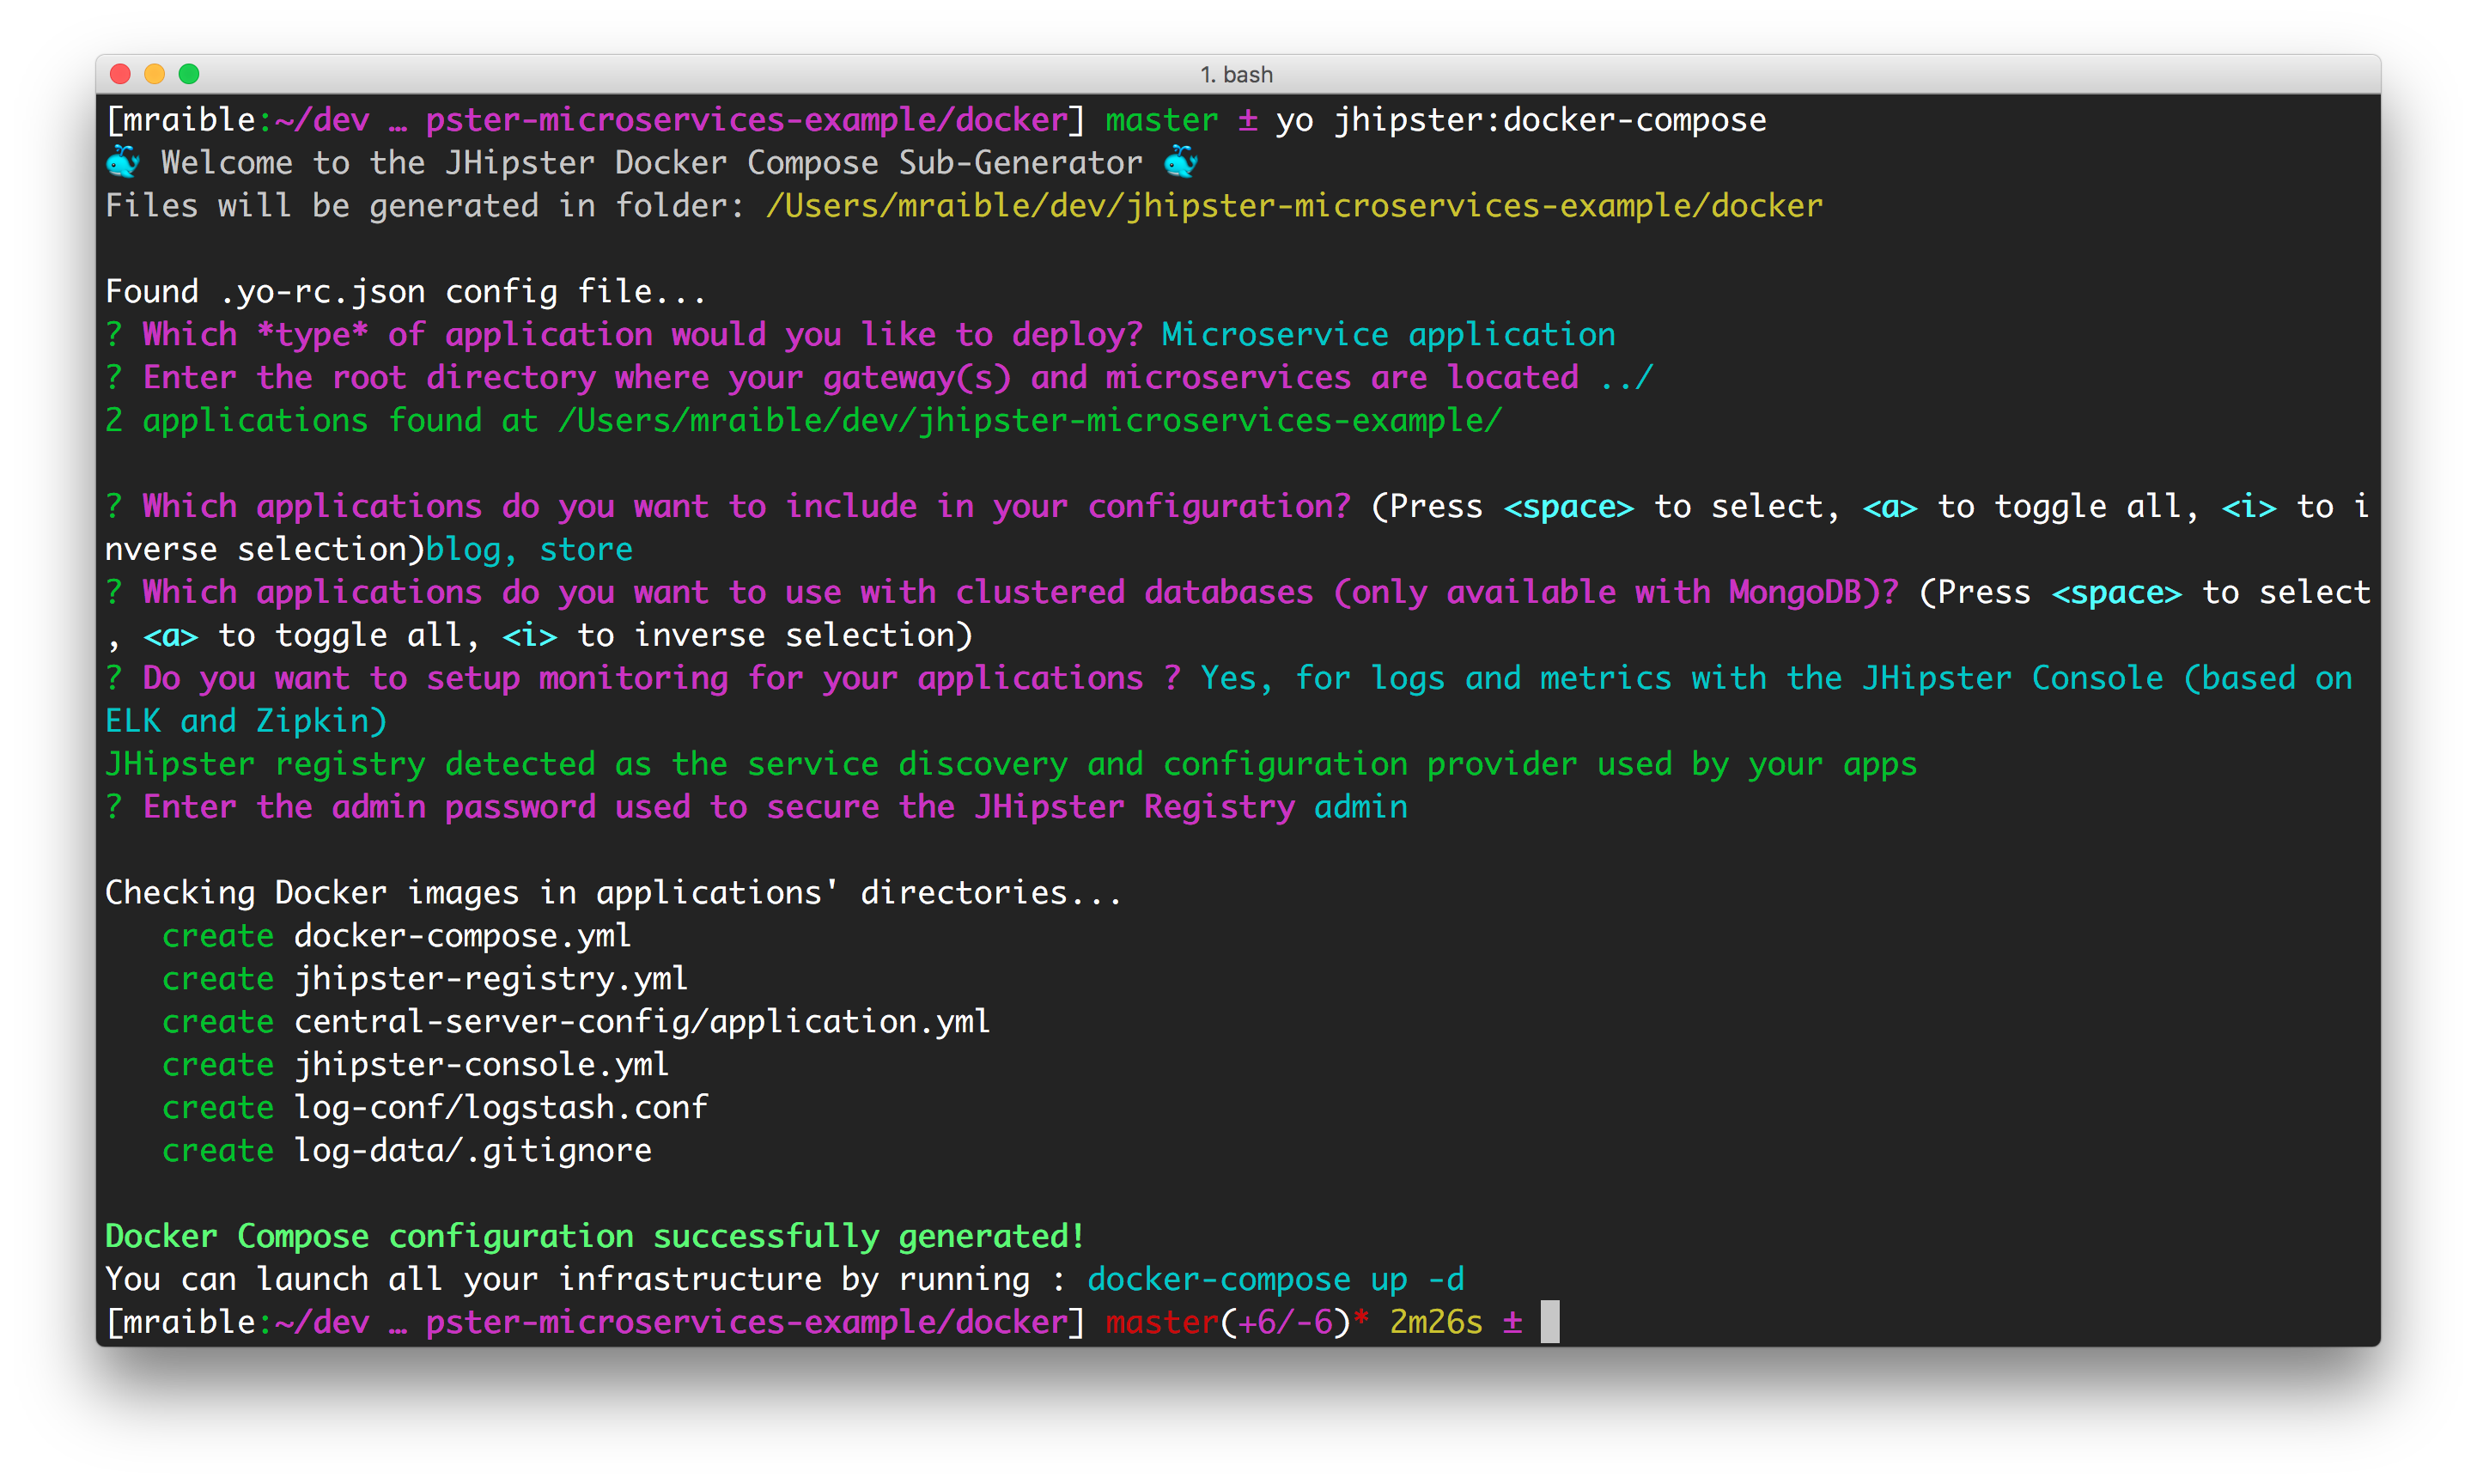 1. bash
[mraible:~/dev … pster-microservices-example/docker] master ± yo jhipster:docker-compose
🐳 Welcome to the JHipster Docker Compose Sub-Generator 🐳
Files will be generated in folder: /Users/mraible/dev/jhipster-microservices-example/docker
Found .yo-rc.json config file...
? Which *type* of application would you like to deploy? Microservice application
? Enter the root directory where your gateway(s) and microservices are located ../
2 applications found at /Users/mraible/dev/jhipster-microservices-example/
? Which applications do you want to include in your configuration? (Press <space> to select, <a> to toggle all, <i> to i
nverse selection)blog, store
? Which applications do you want to use with clustered databases (only available with MongoDB)? (Press <space> to select
, <a> to toggle all, <i> to inverse selection)
? Do you want to setup monitoring for your applications ? Yes, for logs and metrics with the JHipster Console (based on
ELK and Zipkin)
JHipster registry detected as the service discovery and configuration provider used by your apps
? Enter the admin password used to secure the JHipster Registry admin
Checking Docker images in applications' directories...
create docker-compose.yml
create jhipster-registry.yml
create central-server-config/application.yml
create jhipster-console.yml
create log-conf/logstash.conf
create log-data/.gitignore
Docker Compose configuration successfully generated!
You can launch all your infrastructure by running : docker-compose up -d
[mraible:~/dev … pster-microservices-example/docker] master(+6/-6)* 2m26s ±